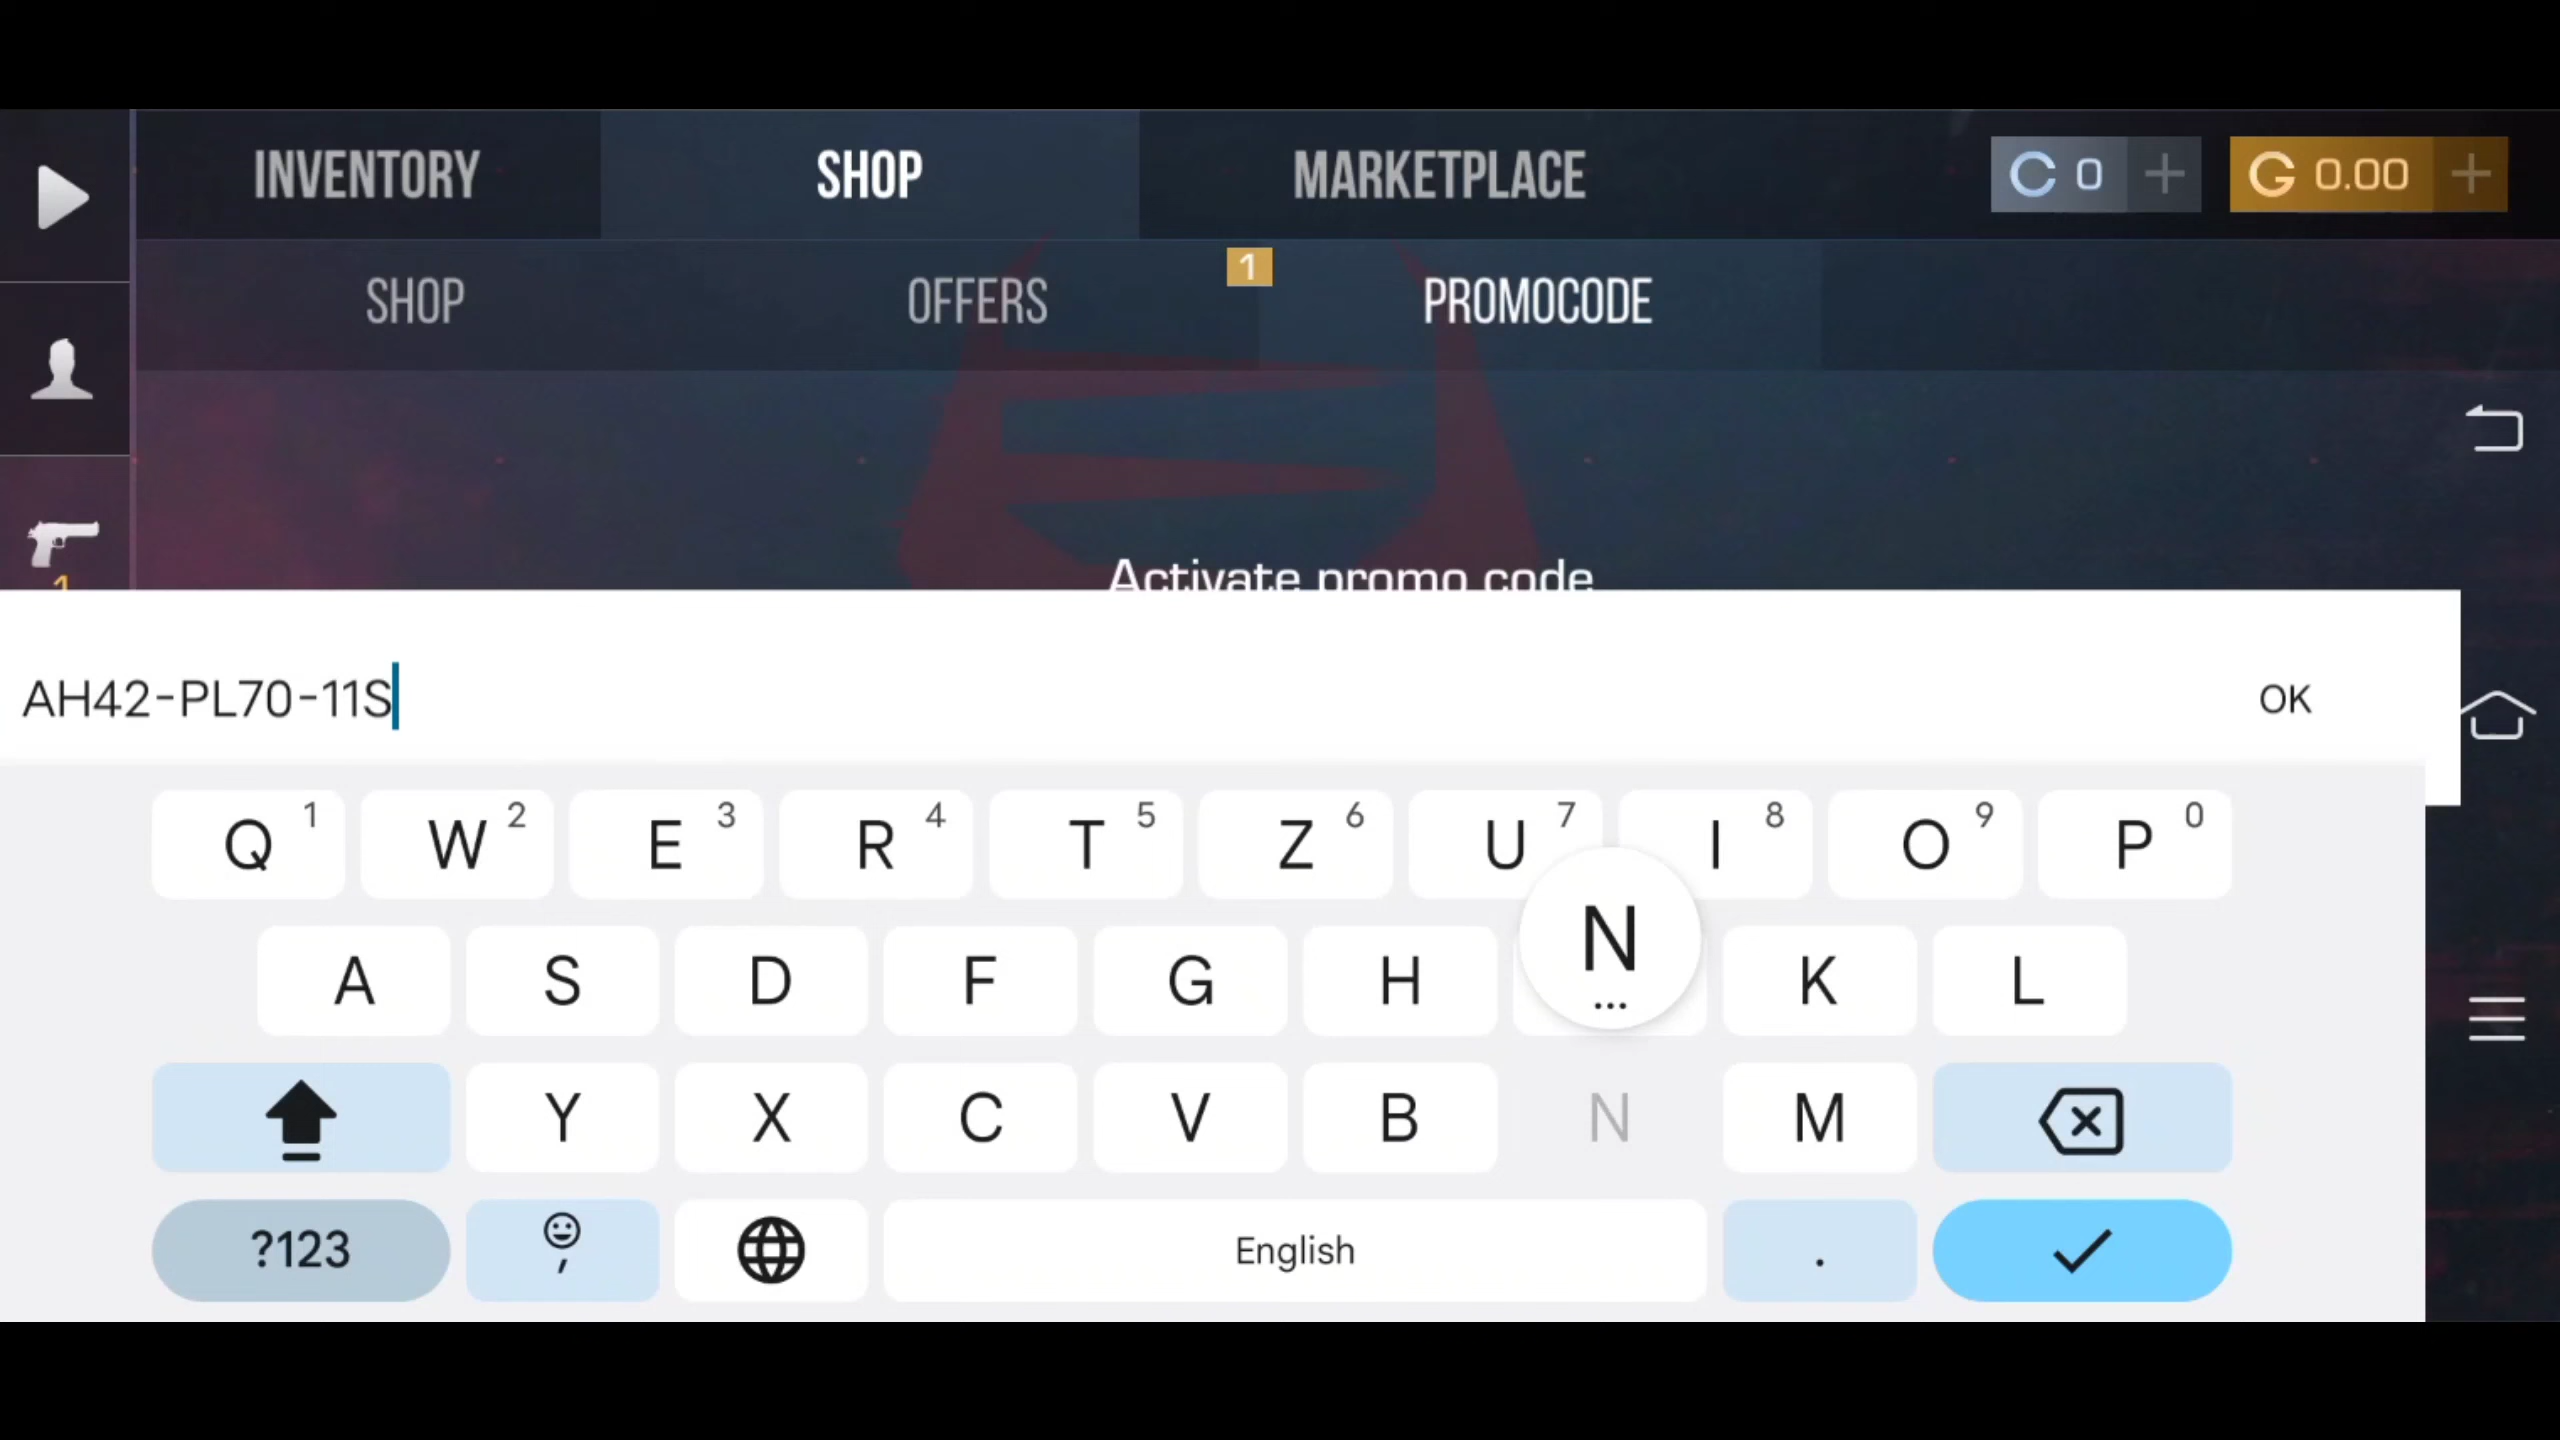 INVENTORY SHOP MARKETPLACE C 0 + G 0.00 +
SHOP OFFERS 1 PROMOCODE
1
Activate promo code
AH42-PL70-11S OK
Q 1 W 2 E 3 R 4 T 5 Z 6 U 7 I 8 O 9 P 0
A S D F G H N ... K L
Y X C V B N M
?123 , English .